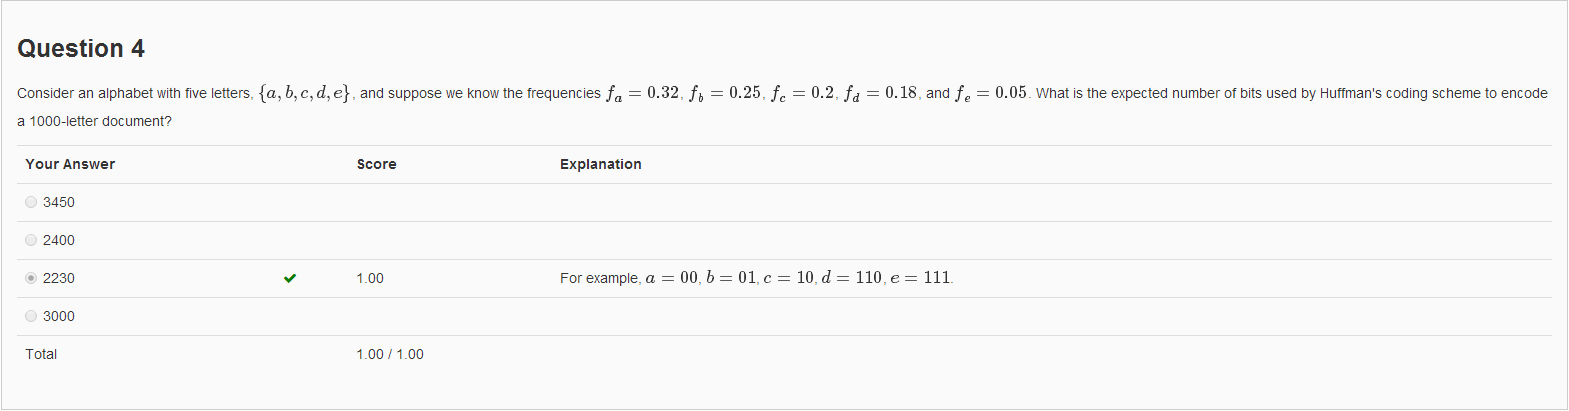 Question 4
Consider an alphabet with five letters, {a, b, c, d, e}, and suppose we know the frequencies f_a = 0.32, f_b = 0.25, f_c = 0.2, f_d = 0.18, and f_e = 0.05. What is the expected number of bits used by Huffman's coding scheme to encode
a 1000-letter document?
Your Answer Score Explanation
3450
2400
2230 ✔ 1.00 For example, a = 00, b = 01, c = 10, d = 110, e = 111.
3000
Total 1.00 / 1.00